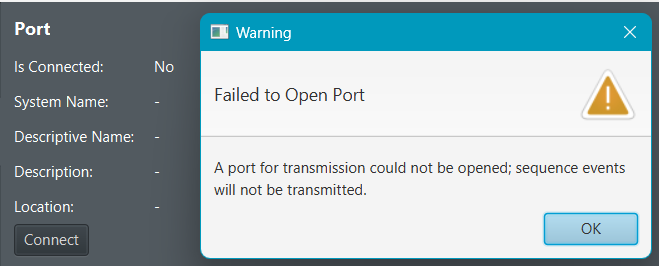 Port
Is Connected: No
System Name: -
Descriptive Name: -
Description: -
Location: -
Connect
Warning
Failed to Open Port
A port for transmission could not be opened; sequence events
will not be transmitted.
OK